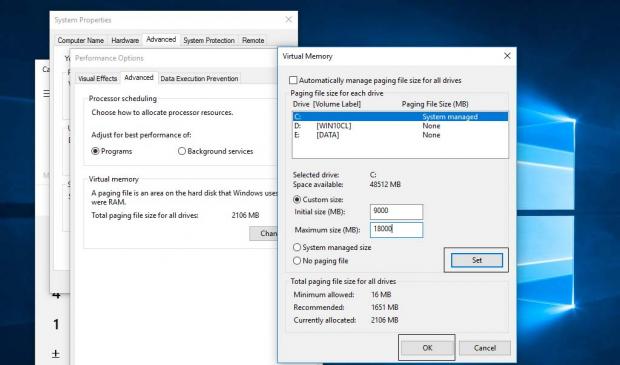 System Properties
Computer Name Hardware Advanced System Protection Remote
Performance Options
Visual Effects Advanced Data Execution Prevention
Processor scheduling
Choose how to allocate processor resources.
Adjust for best performance of:
Programs Background services
Virtual memory
A paging file is an area on the hard disk that Windows uses
were RAM.
Total paging file size for all drives: 2106 MB
Chan
Virtual Memory
Automatically manage paging file size for all drives
Paging file size for each drive
Drive [Volume Label] Paging File Size (MB)
C: System managed
D: [WIN10CL] None
E: [DATA] None
Selected drive: C:
Space available: 48512 MB
Custom size:
Initial size (MB): 9000
Maximum size (MB): 18000
System managed size
No paging file
Set
Total paging file size for all drives
Minimum allowed: 16 MB
Recommended: 1651 MB
Currently allocated: 2106 MB
OK Cancel
Ca
4
1
±